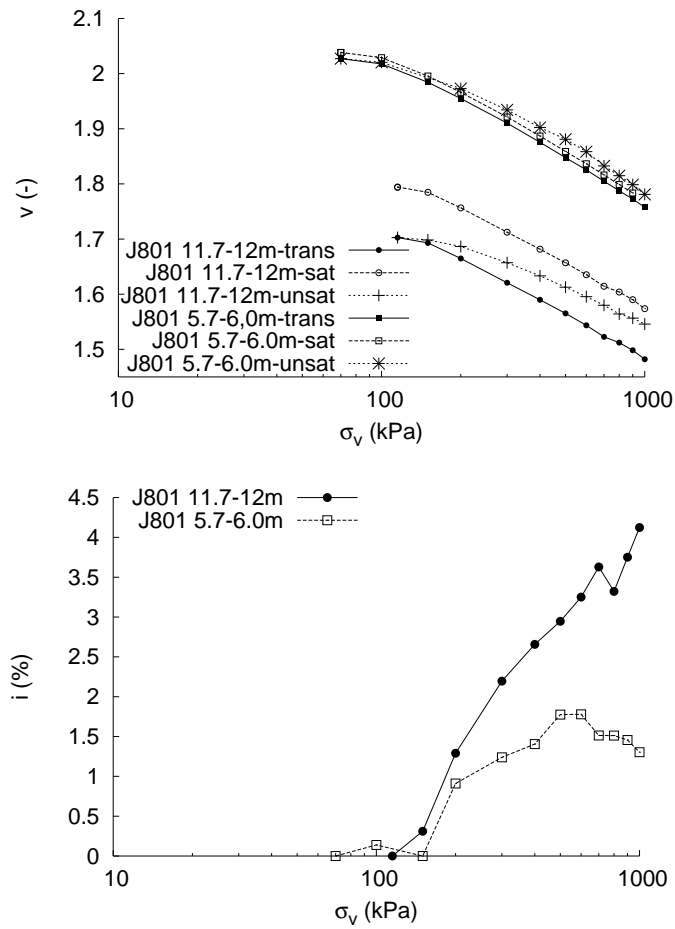 2.1
2
1.9
1.8
1.7
1.6
1.5
v (-)
J801 11.7-12m-trans
J801 11.7-12m-sat
J801 11.7-12m-unsat
J801 5.7-6,0m-trans
J801 5.7-6.0m-sat
J801 5.7-6.0m-unsat
10 100 1000
σv (kPa)
4.5
4
3.5
3
2.5
2
1.5
1
0.5
0
i (%)
J801 11.7-12m
J801 5.7-6.0m
10 100 1000
σv (kPa)